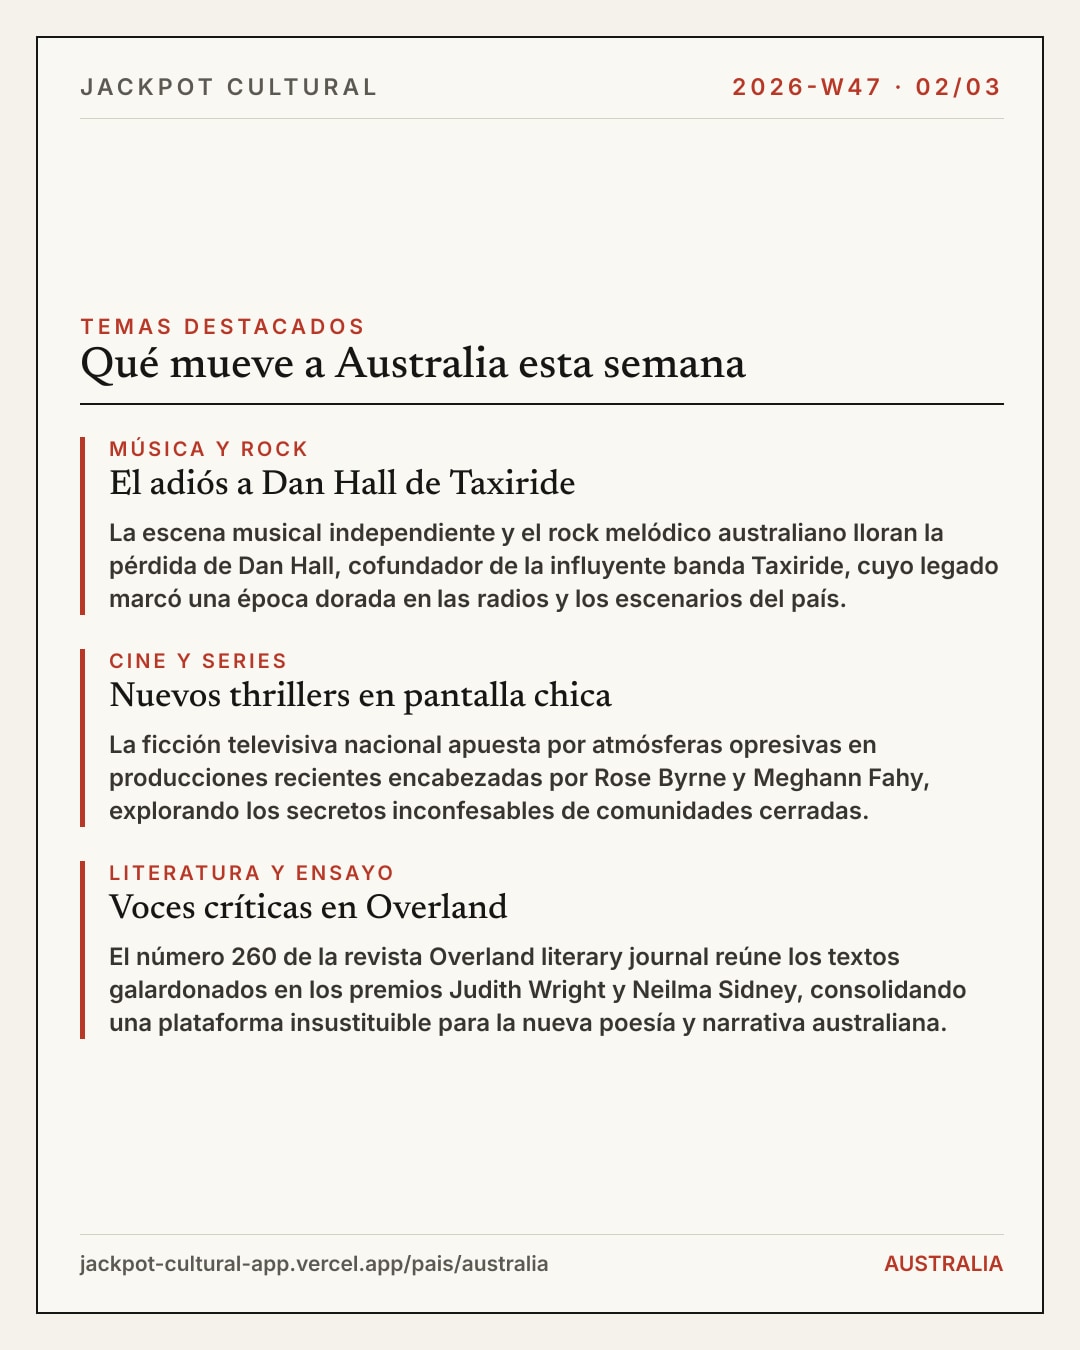 JACKPOT CULTURAL
2026-W47 · 02/03
TEMAS DESTACADOS
Qué mueve a Australia esta semana
MÚSICA Y ROCK
El adiós a Dan Hall de Taxiride
La escena musical independiente y el rock melódico australiano lloran la
pérdida de Dan Hall, cofundador de la influyente banda Taxiride, cuyo legado
marcó una época dorada en las radios y los escenarios del país.
CINE Y SERIES
Nuevos thrillers en pantalla chica
La ficción televisiva nacional apuesta por atmósferas opresivas en
producciones recientes encabezadas por Rose Byrne y Meghann Fahy,
explorando los secretos inconfesables de comunidades cerradas.
LITERATURA Y ENSAYO
Voces críticas en Overland
El número 260 de la revista Overland literary journal reúne los textos
galardonados en los premios Judith Wright y Neilma Sidney, consolidando
una plataforma insustituible para la nueva poesía y narrativa australiana.
jackpot-cultural-app.vercel.app/pais/australia
AUSTRALIA